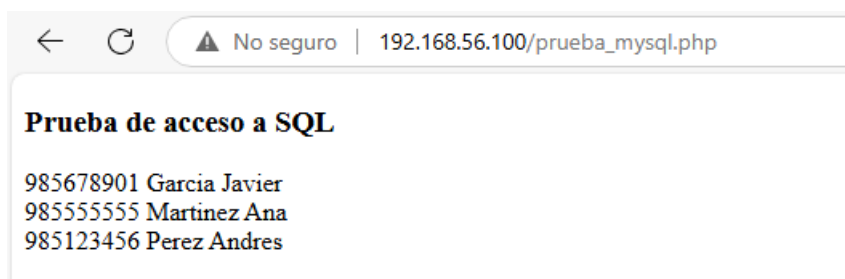 No seguro | 192.168.56.100/prueba_mysql.php
Prueba de acceso a SQL
985678901 Garcia Javier
985555555 Martinez Ana
985123456 Perez Andres